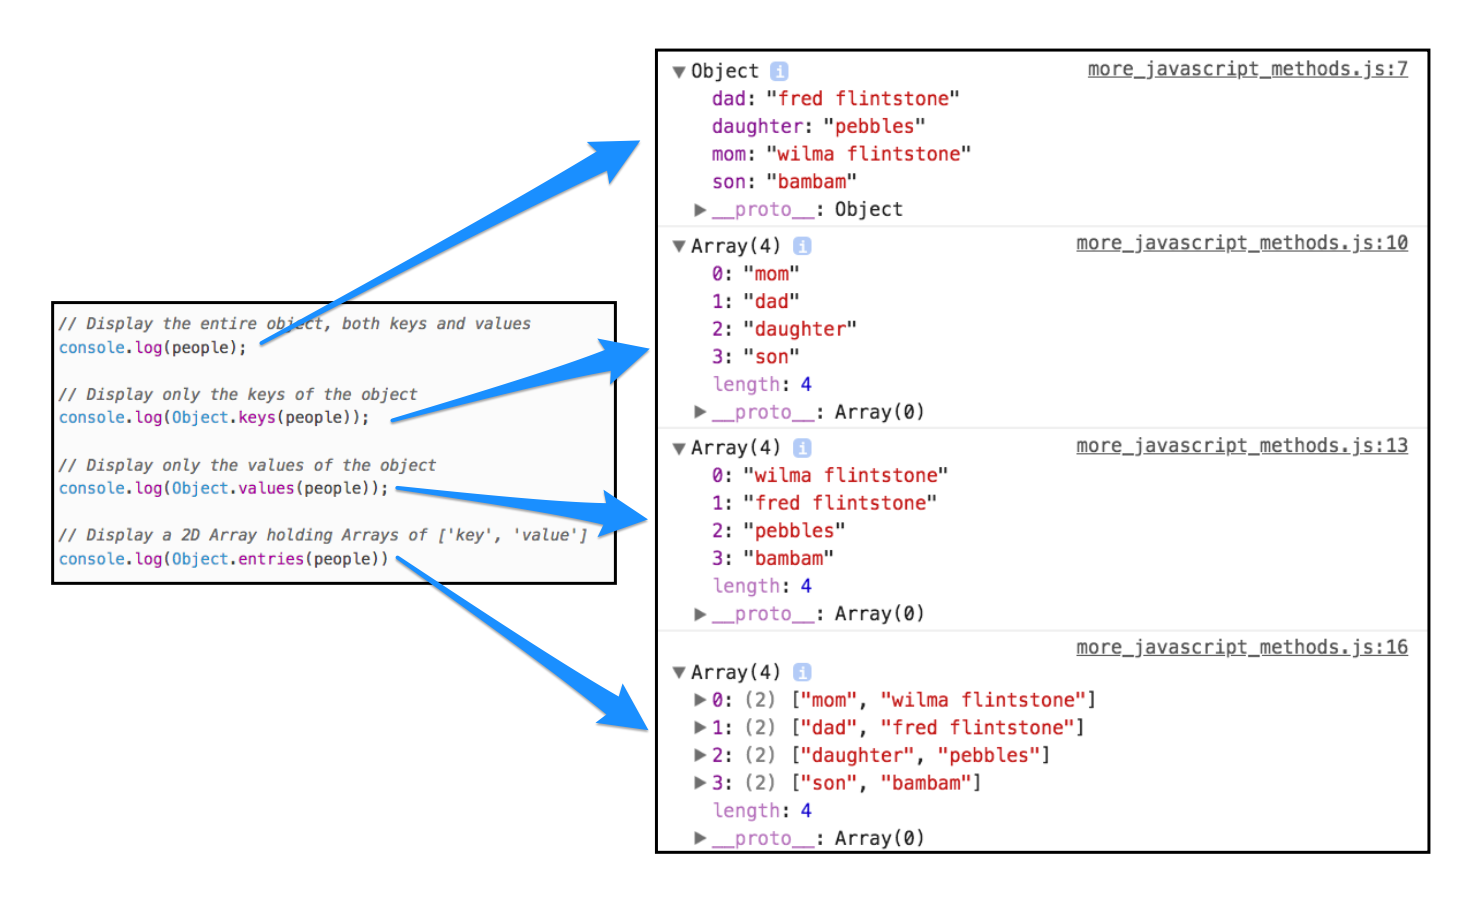 // Display the entire object, both keys and values
console.log(people);
// Display only the keys of the object
console.log(Object.keys(people));
// Display only the values of the object
console.log(Object.values(people));
// Display a 2D Array holding Arrays of ['key', 'value']
console.log(Object.entries(people))
▼Object i more_javascript_methods.js:7
dad: "fred flintstone"
daughter: "pebbles"
mom: "wilma flintstone"
son: "bambam"
▶__proto__: Object
▼Array(4) i more_javascript_methods.js:10
0: "mom"
1: "dad"
2: "daughter"
3: "son"
length: 4
▶__proto__: Array(0)
▼Array(4) i more_javascript_methods.js:13
0: "wilma flintstone"
1: "fred flintstone"
2: "pebbles"
3: "bambam"
length: 4
▶__proto__: Array(0)
more_javascript_methods.js:16
▼Array(4) i
▶0: (2) ["mom", "wilma flintstone"]
▶1: (2) ["dad", "fred flintstone"]
▶2: (2) ["daughter", "pebbles"]
▶3: (2) ["son", "bambam"]
length: 4
▶__proto__: Array(0)